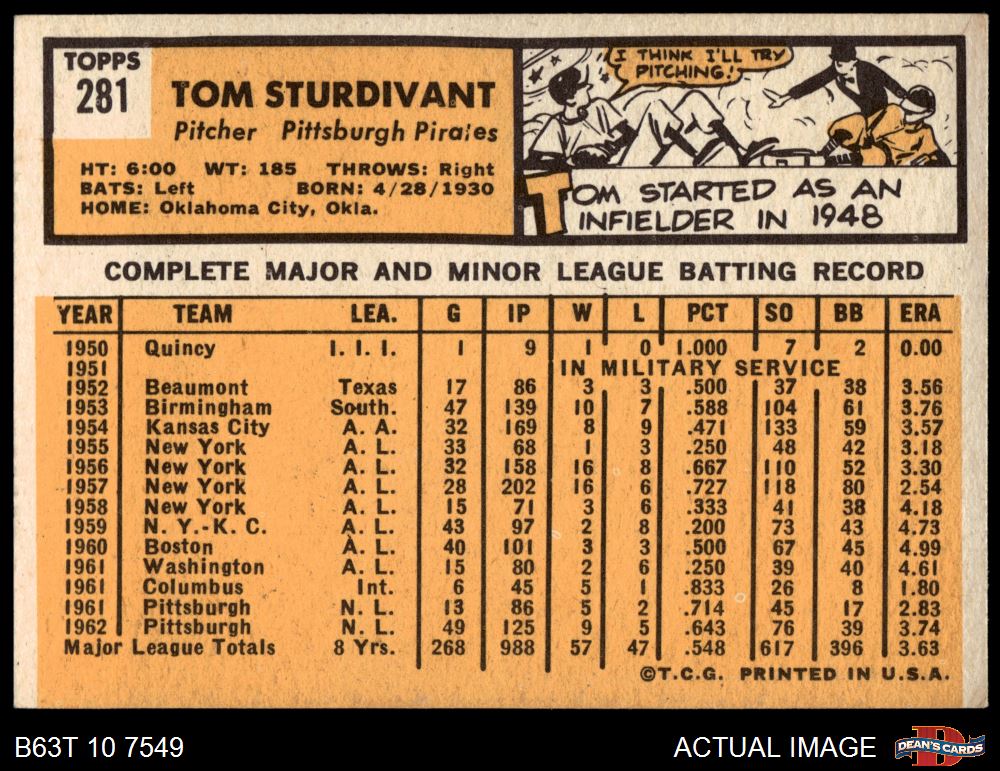 TOPPS
281
TOM STURDIVANT
Pitcher Pittsburgh Pirates
HT: 6:00 WT: 185 THROWS: Right
BATS: Left BORN: 4/28/1930
HOME: Oklahoma City, Okla.
I THINK I'LL TRY
PITCHING!
TOM STARTED AS AN
INFIELDER IN 1948
COMPLETE MAJOR AND MINOR LEAGUE BATTING RECORD
YEAR TEAM LEA. G IP W L PCT SO BB ERA
1950 Quincy I. I. I. 1 9 1 0 1.000 7 2 0.00
1951 IN MILITARY SERVICE
1952 Beaumont Texas 17 86 3 3 .500 37 38 3.56
1953 Birmingham South. 47 139 10 7 .588 104 61 3.76
1954 Kansas City A. A. 32 169 8 9 .471 133 59 3.57
1955 New York A. L. 33 68 1 3 .250 48 42 3.18
1956 New York A. L. 32 158 16 8 .667 110 52 3.30
1957 New York A. L. 28 202 16 6 .727 118 80 2.54
1958 New York A. L. 15 71 3 6 .333 41 38 4.18
1959 N. Y.-K. C. A. L. 43 97 2 8 .200 73 43 4.73
1960 Boston A. L. 40 101 3 3 .500 67 45 4.99
1961 Washington A. L. 15 80 2 6 .250 39 40 4.61
1961 Columbus Int. 6 45 5 1 .833 26 8 1.80
1961 Pittsburgh N. L. 13 86 5 2 .714 45 17 2.83
1962 Pittsburgh N. L. 49 125 9 5 .643 76 39 3.74
Major League Totals 8 Yrs. 268 988 57 47 .548 617 396 3.63
©T.C.G. PRINTED IN U.S.A.
B63T 10 7549
ACTUAL IMAGE
D
DEAN'S CARDS